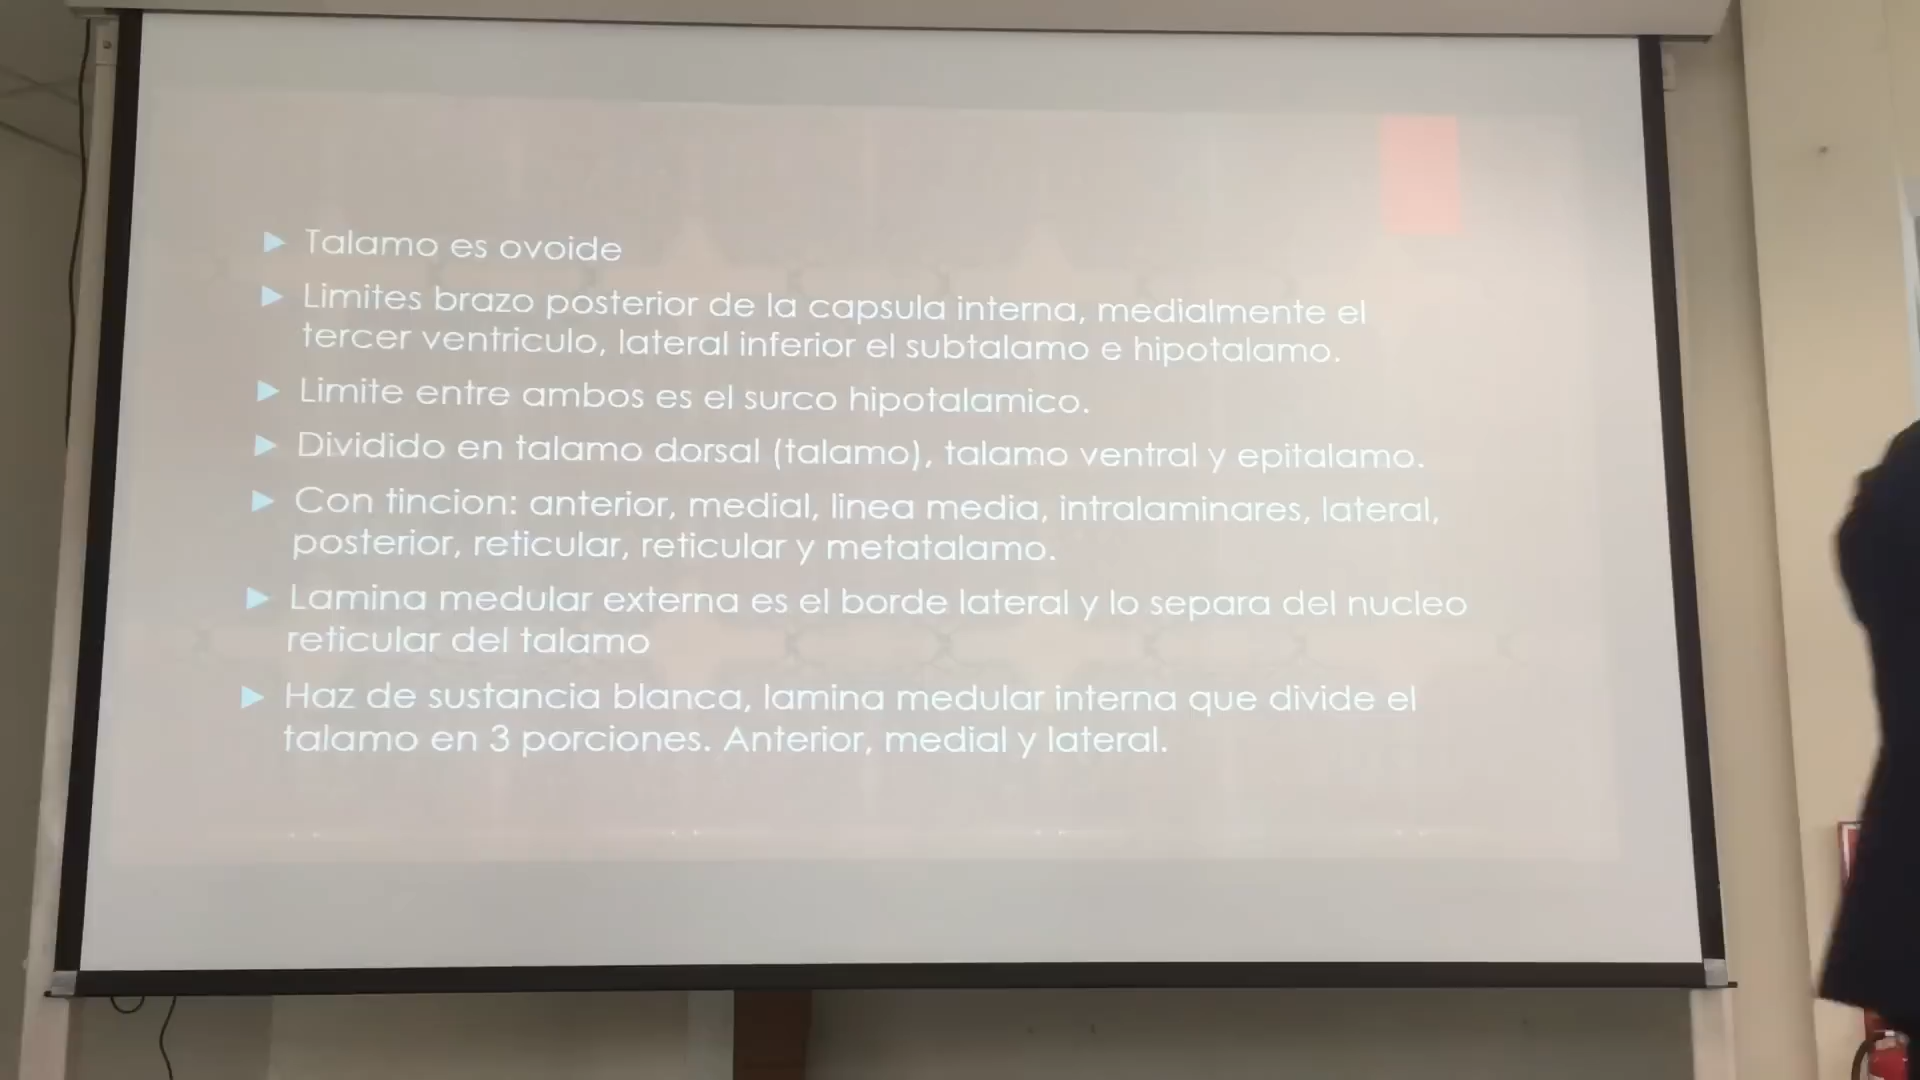 Talamo es ovoide
Limites brazo posterior de la capsula interna, medialmente el
tercer ventriculo, lateral inferior el subtalamo e hipotalamo.
Limite entre ambos es el surco hipotalamico.
Dividido en talamo dorsal (talamo), talamo ventral y epitalamo.
Con tincion: anterior, medial, linea media, intralaminares, lateral,
posterior, reticular, reticular y metatalamo.
Lamina medular externa es el borde lateral y lo separa del nucleo
reticular del talamo
Haz de sustancia blanca, lamina medular interna que divide el
talamo en 3 porciones. Anterior, medial y lateral.